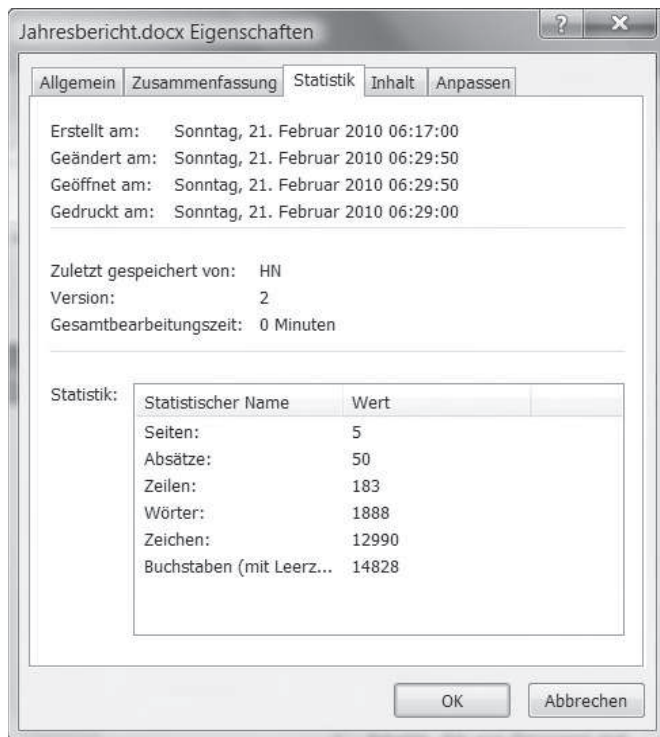 Jahresbericht.docx Eigenschaften
Allgemein Zusammenfassung Statistik Inhalt Anpassen
Erstellt am: Sonntag, 21. Februar 2010 06:17:00
Geändert am: Sonntag, 21. Februar 2010 06:29:50
Geöffnet am: Sonntag, 21. Februar 2010 06:29:50
Gedruckt am: Sonntag, 21. Februar 2010 06:29:00
Zuletzt gespeichert von: HN
Version: 2
Gesamtbearbeitungszeit: 0 Minuten
Statistik:
Statistischer Name Wert
Seiten: 5
Absätze: 50
Zeilen: 183
Wörter: 1888
Zeichen: 12990
Buchstaben (mit Leerz... 14828
OK Abbrechen